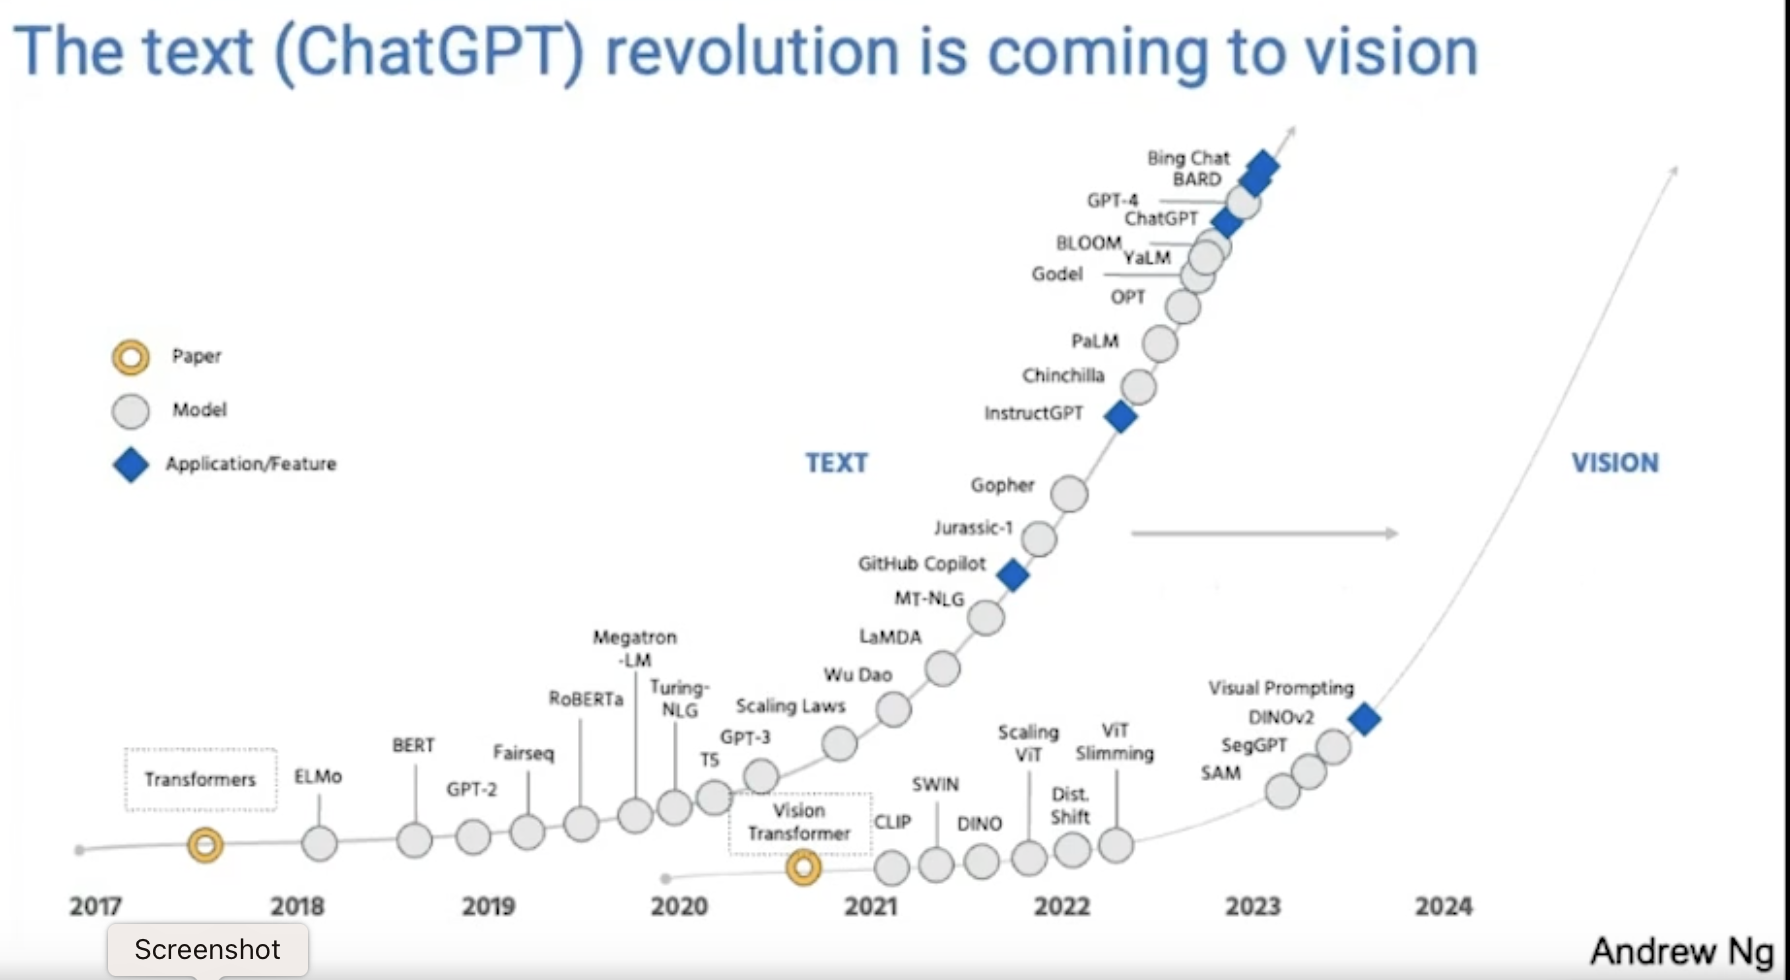 The text (ChatGPT) revolution is coming to vision
Bing Chat
BARD
GPT-4
ChatGPT
BLOOM
YaLM
Godel
OPT
PaLM
Chinchilla
InstructGPT
Gopher
Jurassic-1
GitHub Copilot
MT-NLG
LaMDA
Wu Dao
Scaling Laws
GPT-3
T5
Turing-
NLG
Megatron
-LM
RoBERTa
Fairseq
GPT-2
BERT
ELMo
Transformers
Paper
Model
Application/Feature
TEXT
VISION
Visual Prompting
DINOv2
SegGPT
SAM
ViT
Slimming
Dist.
Shift
Scaling
ViT
DINO
SWIN
CLIP
Vision
Transformer
2017
2018
2019
2020
2021
2022
2023
2024
Screenshot
Andrew Ng